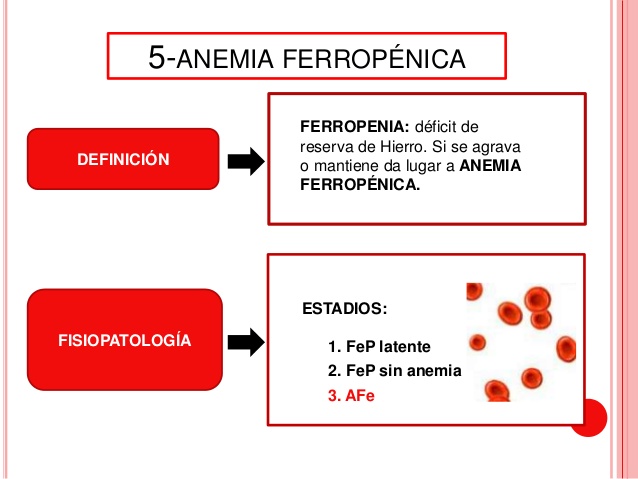 5-ANEMIA FERROPÉNICA
DEFINICIÓN
FERROPENIA: déficit de
reserva de Hierro. Si se agrava
o mantiene da lugar a ANEMIA
FERROPÉNICA.
FISIOPATOLOGÍA
ESTADIOS:
1. FeP latente
2. FeP sin anemia
3. AFe